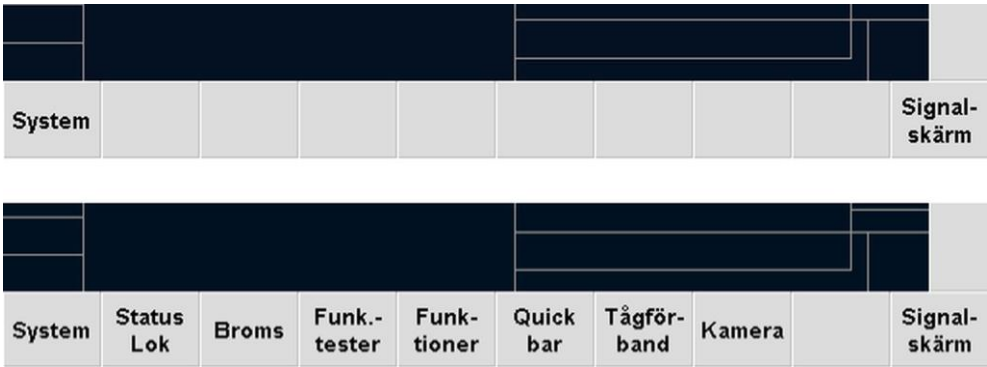 System
Signal-
skärm
System
Status
Lok
Broms
Funk.-
tester
Funk-
tioner
Quick
bar
Tågför-
band
Kamera
Signal-
skärm